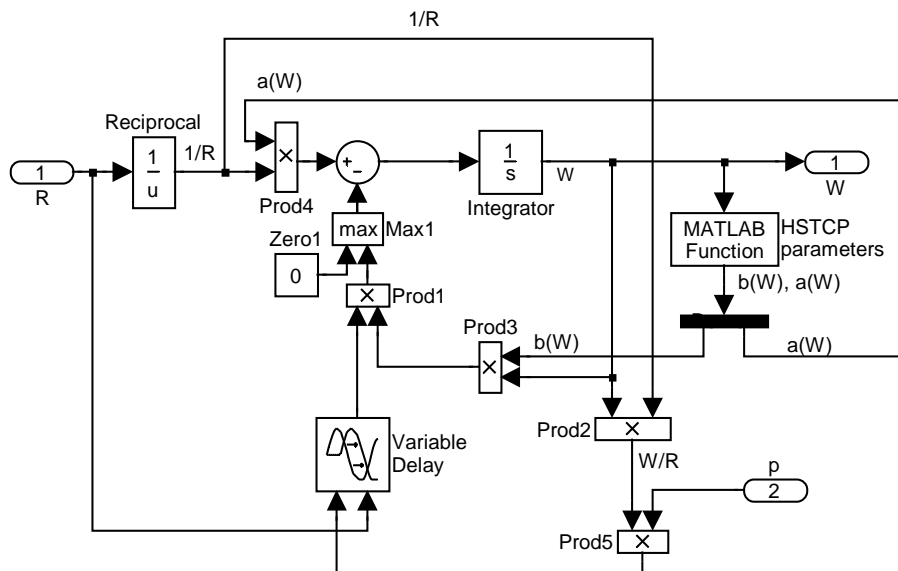 1/R
a(W)
Reciprocal
1
R
1
u
1/R
×
Prod4
+
−
1
s
Integrator
W
1
W
max
Max1
Zero1
0
MATLAB
Function
HSTCP
parameters
b(W), a(W)
×
Prod1
Prod3
×
b(W)
a(W)
Variable
Delay
Prod2
×
W/R
p
2
Prod5
×